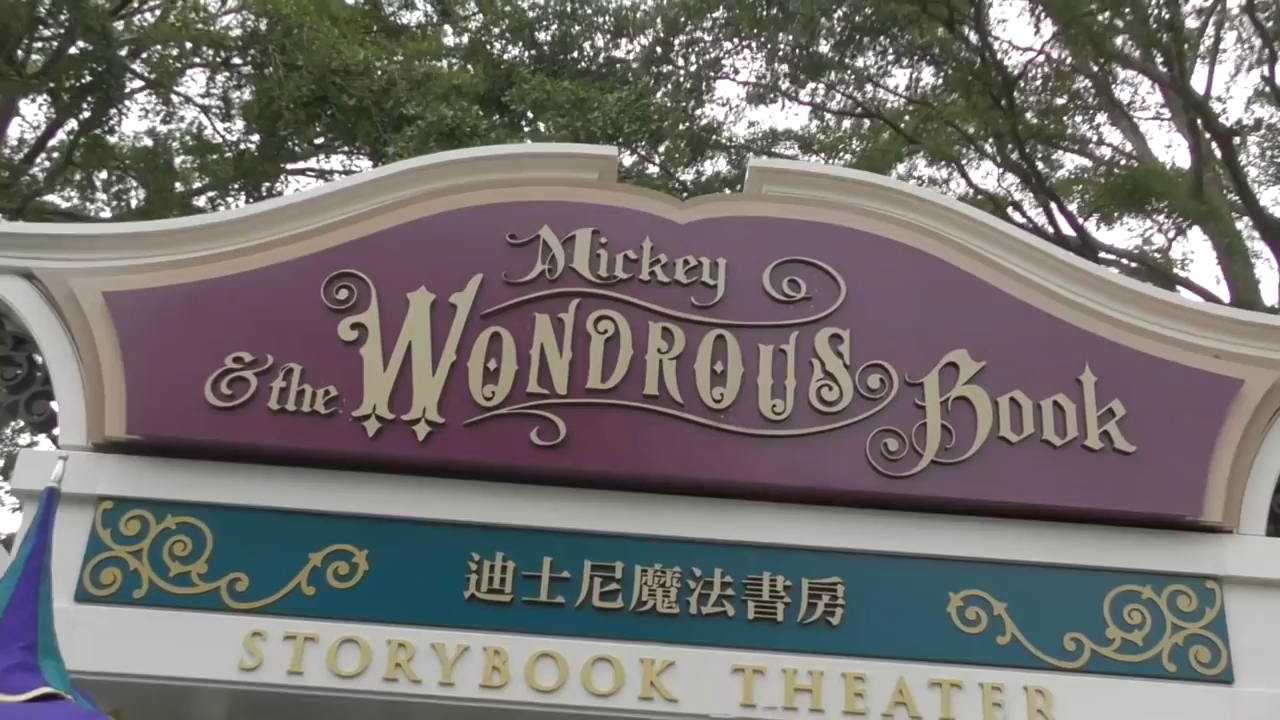 Mickey
& the WONDROUS Book
迪士尼魔法書房
STORYBOOK THEATER